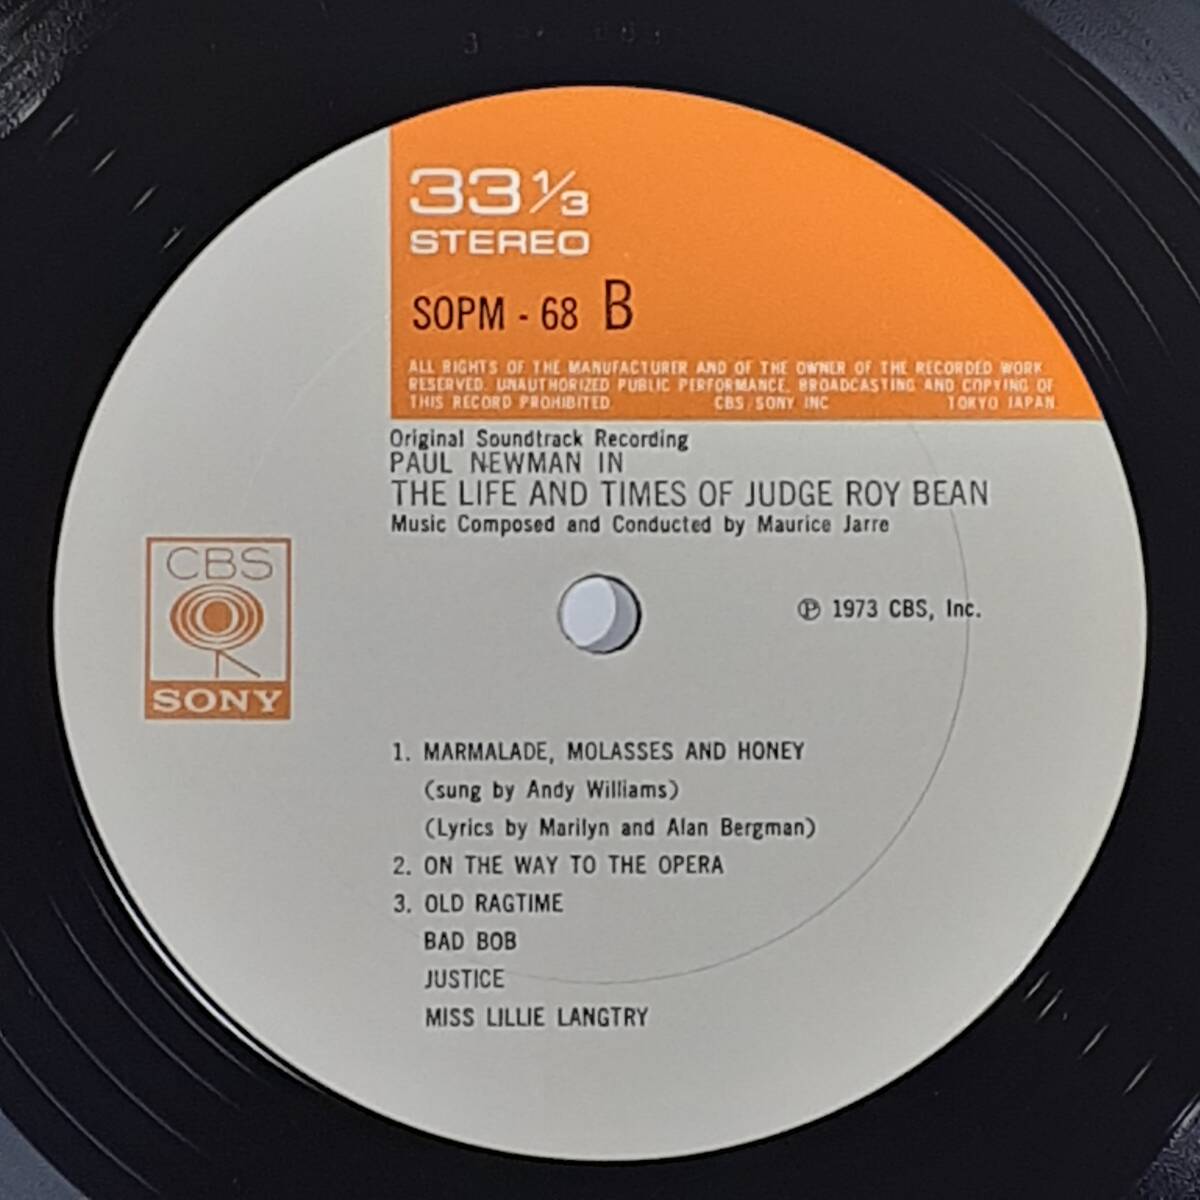 33 1/3
STEREO
SOPM - 68 B
ALL RIGHTS OF THE MANUFACTURER AND OF THE OWNER OF THE RECORDED WORK
RESERVED. UNAUTHORIZED PUBLIC PERFORMANCE, BROADCASTING AND COPYING OF
THIS RECORD PROHIBITED. CBS/SONY INC TOKYO JAPAN
Original Soundtrack Recording
PAUL NEWMAN IN
THE LIFE AND TIMES OF JUDGE ROY BEAN
Music Composed and Conducted by Maurice Jarre
CBS
SONY
℗ 1973 CBS, Inc.
1. MARMALADE, MOLASSES AND HONEY
(sung by Andy Williams)
(Lyrics by Marilyn and Alan Bergman)
2. ON THE WAY TO THE OPERA
3. OLD RAGTIME
BAD BOB
JUSTICE
MISS LILLIE LANGTRY